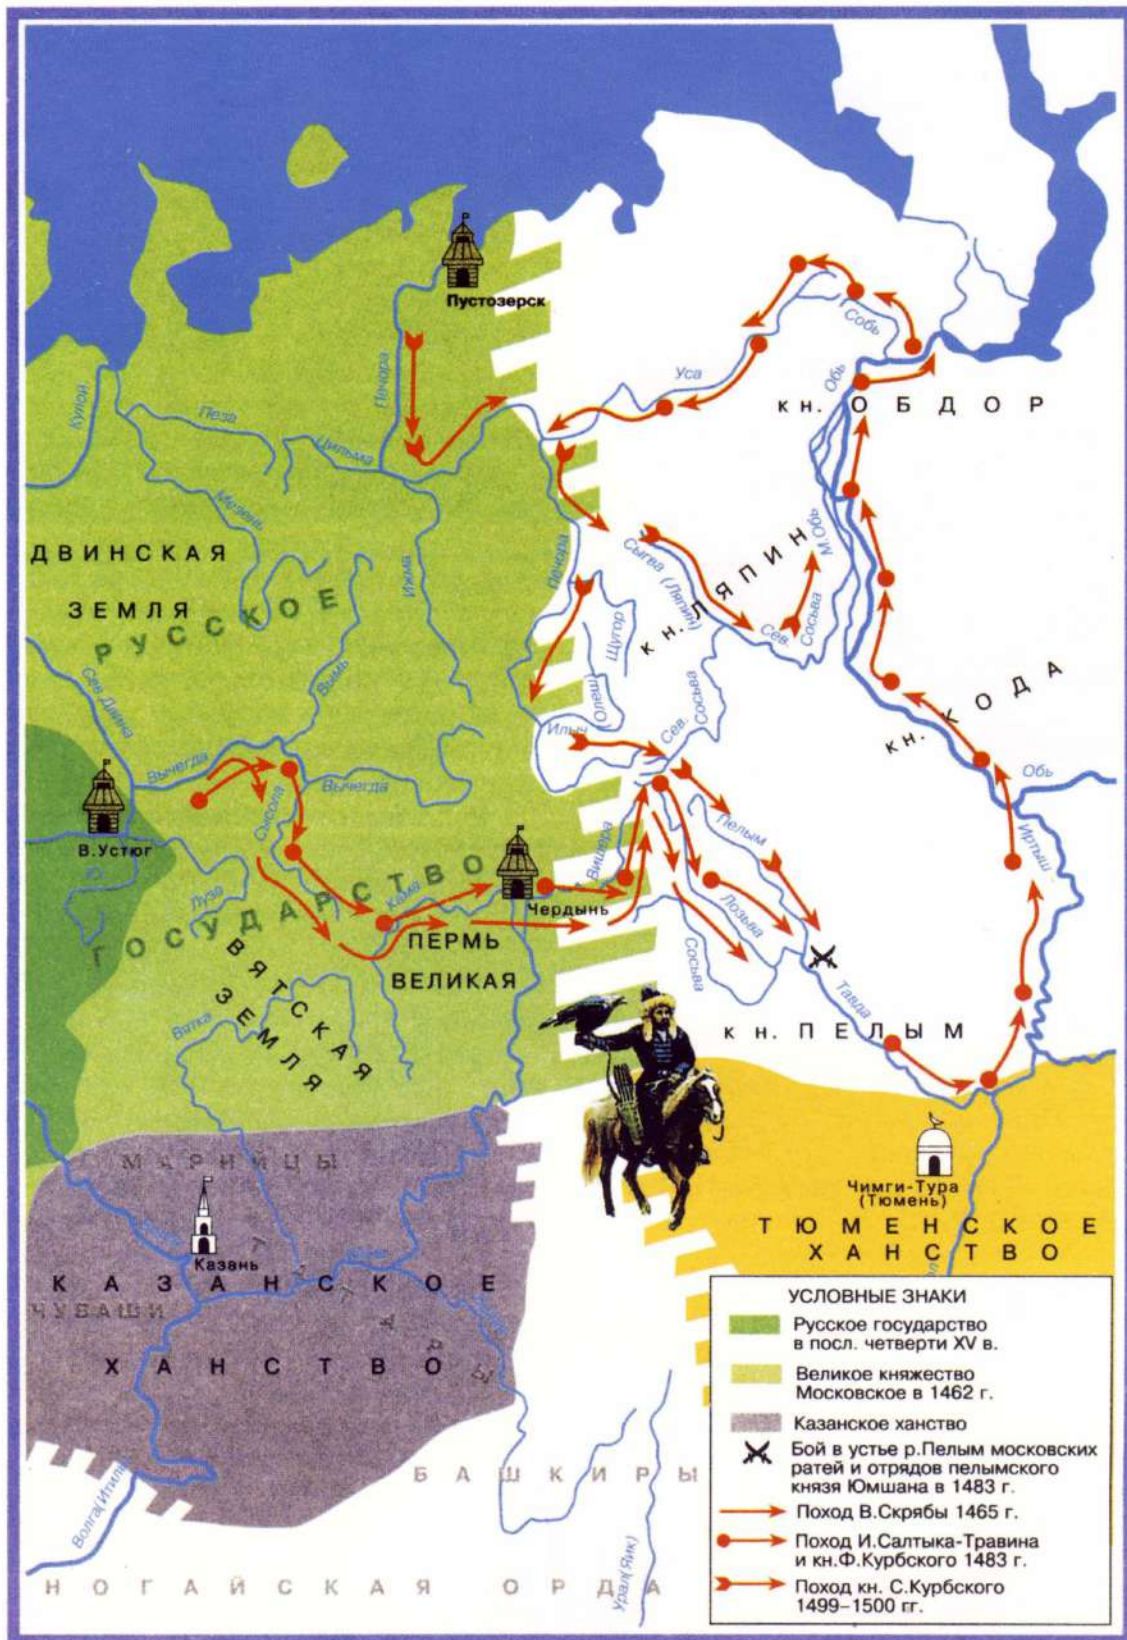 Пустозерск
Кулой
Пеза
Цильма
Печора
Мезень
Ижма
Уса
Собь
Обь
кн. ОБДОР
ДВИНСКАЯ
ЗЕМЛЯ
РУССКОЕ
ГОСУДАРСТВО
Печора
Сыгва (Ляпин)
кн. ЛЯПИН
М.Обь
Сев.
Сосьва
Щугор
(Олеш)
Илыч
Сев.
Сосьва
кн. КОДА
Обь
Иртыш
Сев.Двина
Вымь
Вычегда
Вычегда
Сысола
В.Устюг
Ю.
Луза
Кама
Чердынь
Вишера
Пелым
Лозьва
Сосьва
Тавда
ПЕРМЬ
ВЕЛИКАЯ
ВЯТСКАЯ
ЗЕМЛЯ
Вятка
кн. ПЕЛЫМ
МАРИЙЦЫ
Казань
КАЗАНСКОЕ
ЧУВАШИ
ХАНСТВО
Чимги-Тура
(Тюмень)
ТЮМЕНСКОЕ
ХАНСТВО
БАШКИРЫ
Волга(Итиль)
НОГАЙСКАЯ ОРДА
Урал(Яик)
УСЛОВНЫЕ ЗНАКИ
Русское государство
в посл. четверти XV в.
Великое княжество
Московское в 1462 г.
Казанское ханство
Бой в устье р.Пелым московских
ратей и отрядов пелымского
князя Юмшана в 1483 г.
Поход В.Скрябы 1465 г.
Поход И.Салтыка-Травина
и кн.Ф.Курбского 1483 г.
Поход кн. С.Курбского
1499–1500 гг.